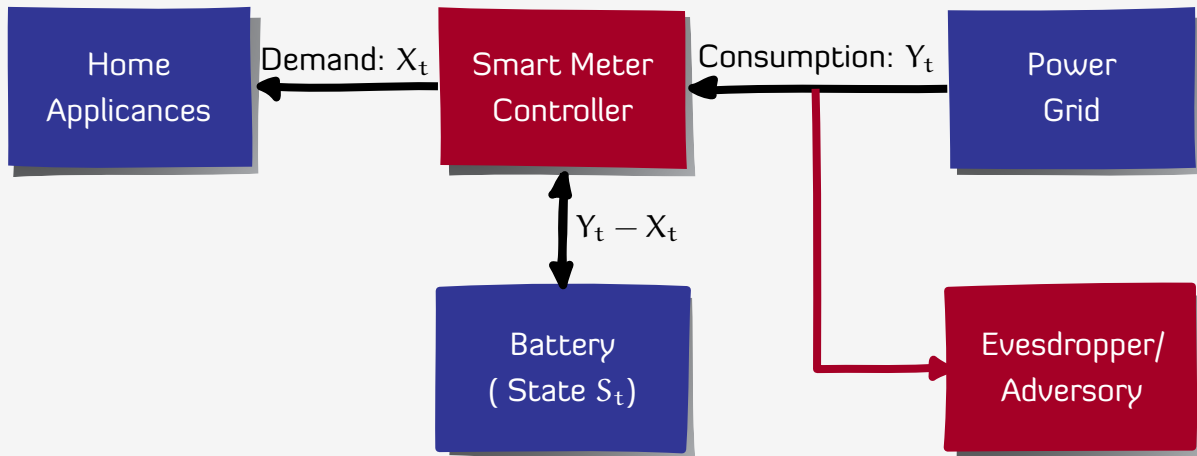 Home
Applicances
Demand: Xₜ
Smart Meter
Controller
Consumption: Yₜ
Power
Grid
Yₜ − Xₜ
Battery
( State Sₜ)
Evesdropper/
Adversory